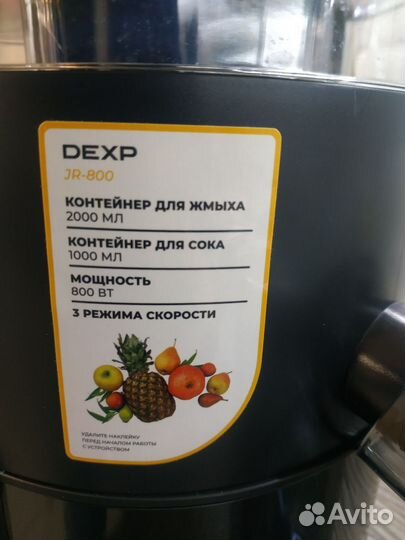 DEXP
JR-800
КОНТЕЙНЕР ДЛЯ ЖМЫХА
2000 МЛ
КОНТЕЙНЕР ДЛЯ СОКА
1000 МЛ
МОЩНОСТЬ
800 ВТ
3 РЕЖИМА СКОРОСТИ
УДАЛИТЕ НАКЛЕЙКУ
ПЕРЕД НАЧАЛОМ РАБОТЫ
С УСТРОЙСТВОМ
Avito